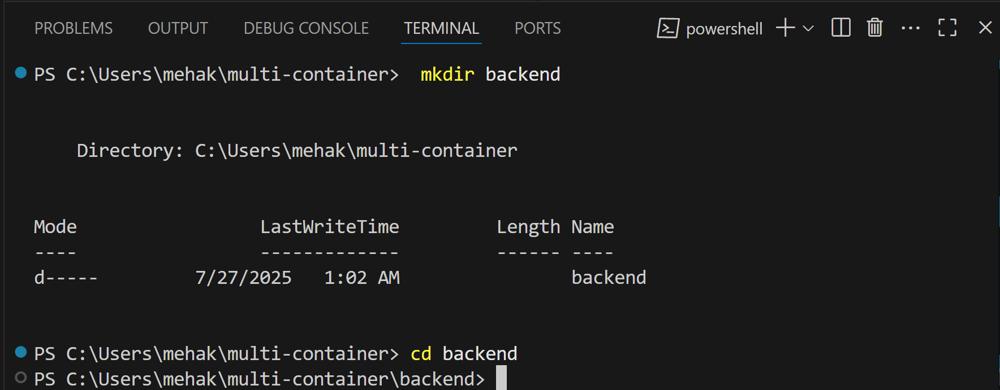 PROBLEMS OUTPUT DEBUG CONSOLE TERMINAL PORTS powershell
PS C:\Users\mehak\multi-container>  mkdir backend
Directory: C:\Users\mehak\multi-container
Mode                 LastWriteTime         Length Name
----                 -------------         ------ ----
d-----         7/27/2025   1:02 AM                backend
PS C:\Users\mehak\multi-container> cd backend
PS C:\Users\mehak\multi-container\backend>